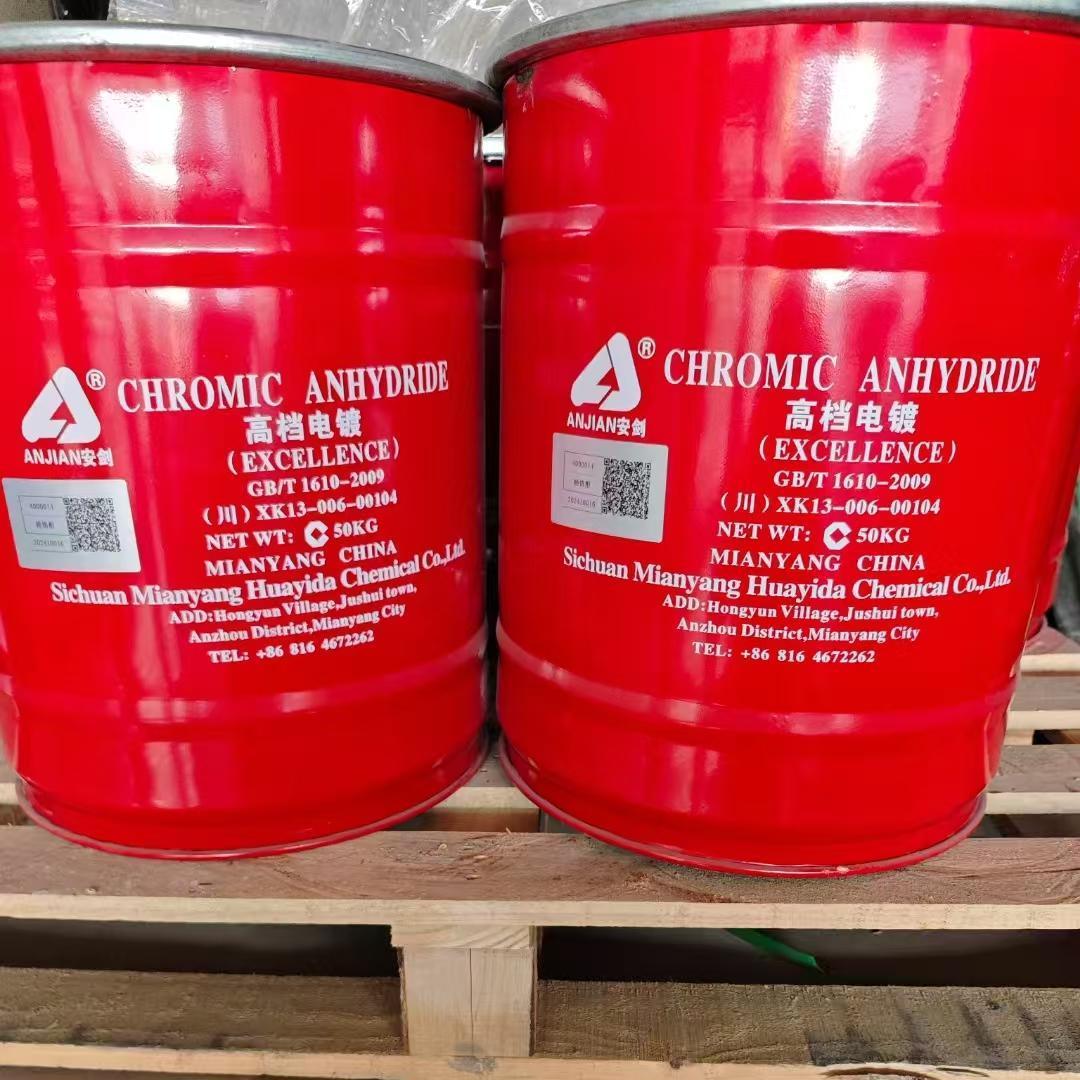 ®
ANJIAN安剑
CHROMIC ANHYDRIDE
高档电镀
(EXCELLENCE)
GB/T 1610-2009
(川) XK13-006-00104
NET WT: 50KG
MIANYANG CHINA
Sichuan Mianyang Huayida Chemical Co.,Ltd.
ADD:Hongyun Village,Jushui town,
Anzhou District,Mianyang City
TEL: +86 816 4672262
®
ANJIAN安剑
CHROMIC ANHYDRIDE
高档电镀
(EXCELLENCE)
GB/T 1610-2009
(川) XK13-006-00104
NET WT: 50KG
MIANYANG CHINA
Sichuan Mianyang Huayida Chemical Co.,Ltd.
ADD:Hongyun Village,Jushui town,
Anzhou District,Mianyang City
TEL: +86 816 4672262